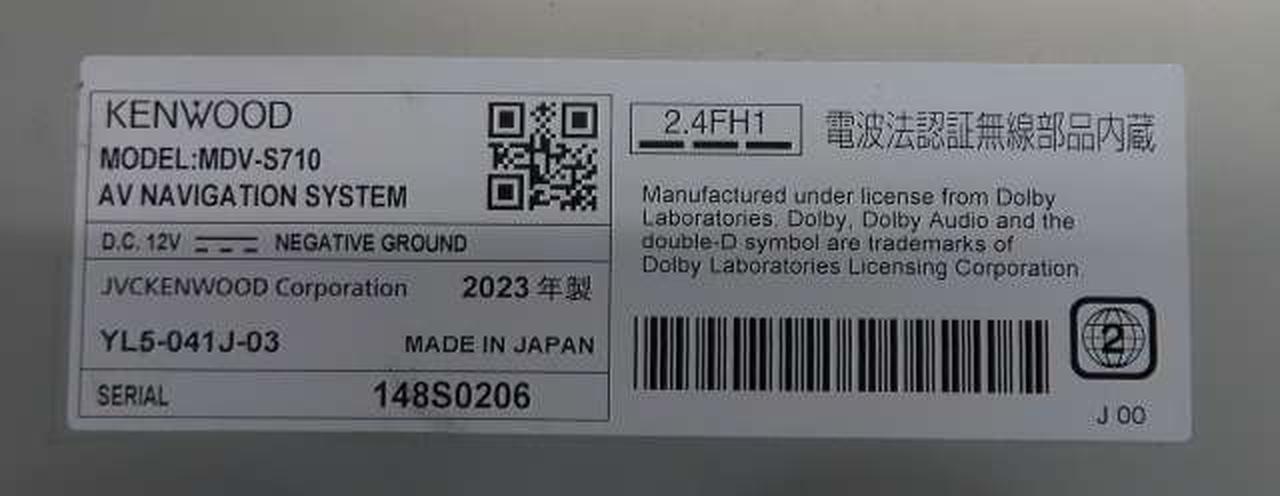 KENWOOD
MODEL:MDV-S710
AV NAVIGATION SYSTEM
D.C. 12V NEGATIVE GROUND
JVCKENWOOD Corporation 2023 年製
YL5-041J-03 MADE IN JAPAN
SERIAL 148S0206
2.4FH1 電波法認証無線部品内蔵
Manufactured under license from Dolby
Laboratories. Dolby, Dolby Audio and the
double-D symbol are trademarks of
Dolby Laboratories Licensing Corporation
2
J 00